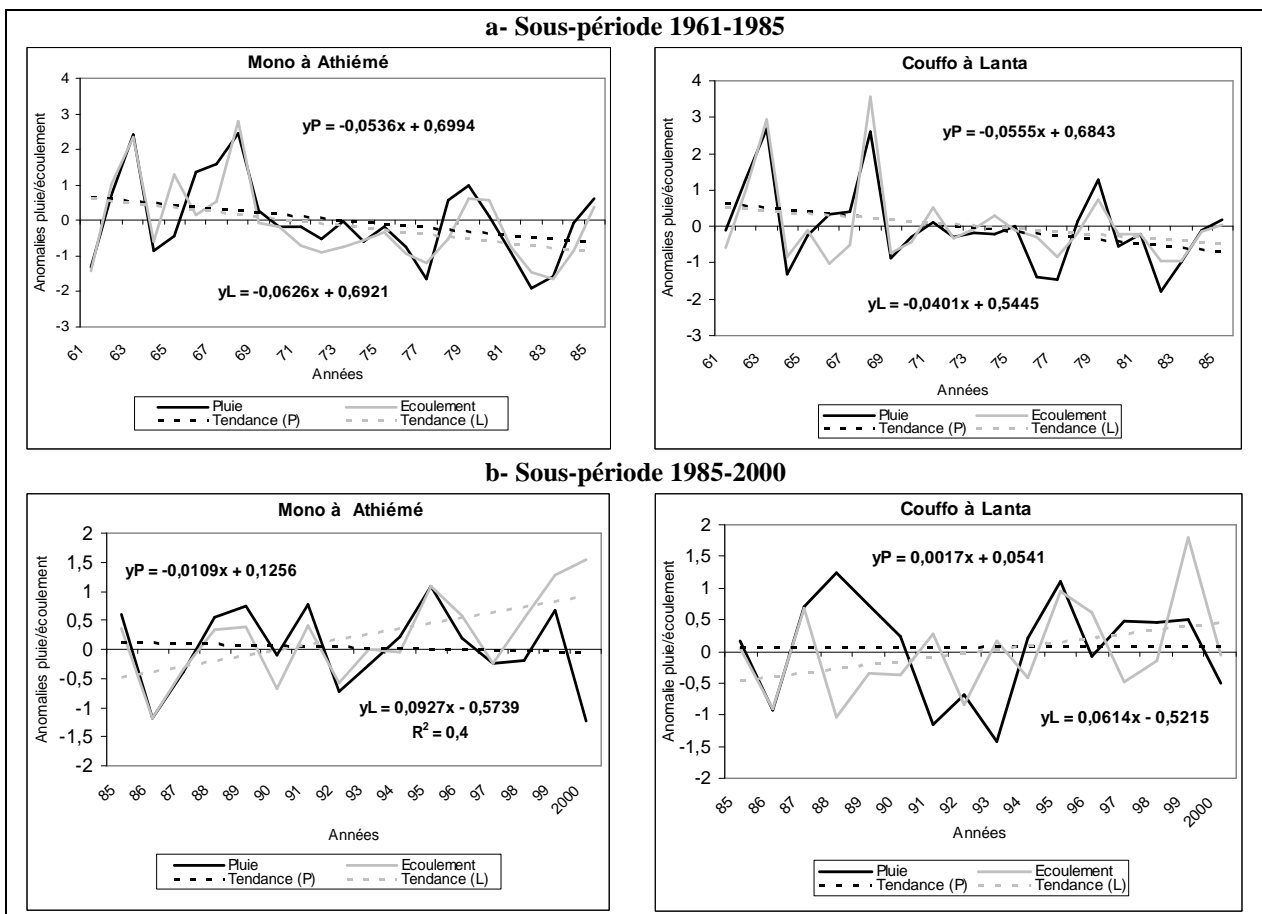 a- Sous-période 1961-1985
Mono à Athiémé
Anomalies pluie/écoulement
4
3
2
1
0
-1
-2
-3
yP = -0,0536x + 0,6994
yL = -0,0626x + 0,6921
61 63 65 67 69 71 73 75 77 79 81 83 85
Années
Pluie Ecoulement
Tendance (P) Tendance (L)
Couffo à Lanta
Anomalies pluie/écoulement
4
3
2
1
0
-1
-2
-3
yP = -0,0555x + 0,6843
yL = -0,0401x + 0,5445
61 63 65 67 69 71 73 75 77 79 81 83 85
Années
Pluie Ecoulement
Tendance (P) Tendance (L)
b- Sous-période 1985-2000
Mono à Athiémé
Anomalies pluie/écoulement
2
1,5
1
0,5
0
-0,5
-1
-1,5
-2
yP = -0,0109x + 0,1256
yL = 0,0927x - 0,5739
R² = 0,4
85 86 87 88 89 90 91 92 93 94 95 96 97 98 99 2000
Années
Pluie Ecoulement
Tendance (P) Tendance (L)
Couffo à Lanta
Anomalie pluie/écoulement
2
1,5
1
0,5
0
-0,5
-1
-1,5
-2
yP = 0,0017x + 0,0541
yL = 0,0614x - 0,5215
85 86 87 88 89 90 91 92 93 94 95 96 97 98 99 2000
Années
Pluie Ecoulement
Tendance (P) Tendance (L)